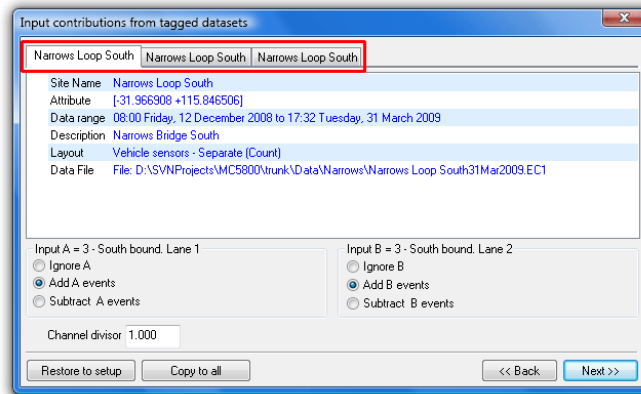 Input contributions from tagged datasets
Narrows Loop South Narrows Loop South Narrows Loop South
Site Name Narrows Loop South
Attribute [-31.966908 +115.846506]
Data range 08:00 Friday, 12 December 2008 to 17:32 Tuesday, 31 March 2009
Description Narrows Bridge South
Layout Vehicle sensors - Separate (Count)
Data File File: D:\SVNProjects\MC5800\trunk\Data\Narrows\Narrows Loop South31Mar2009.EC1
Input A = 3 - South bound. Lane 1 Input B = 3 - South bound. Lane 2
Ignore A Ignore B
Add A events Add B events
Subtract A events Subtract B events
Channel divisor 1.000
Restore to setup Copy to all << Back Next >>